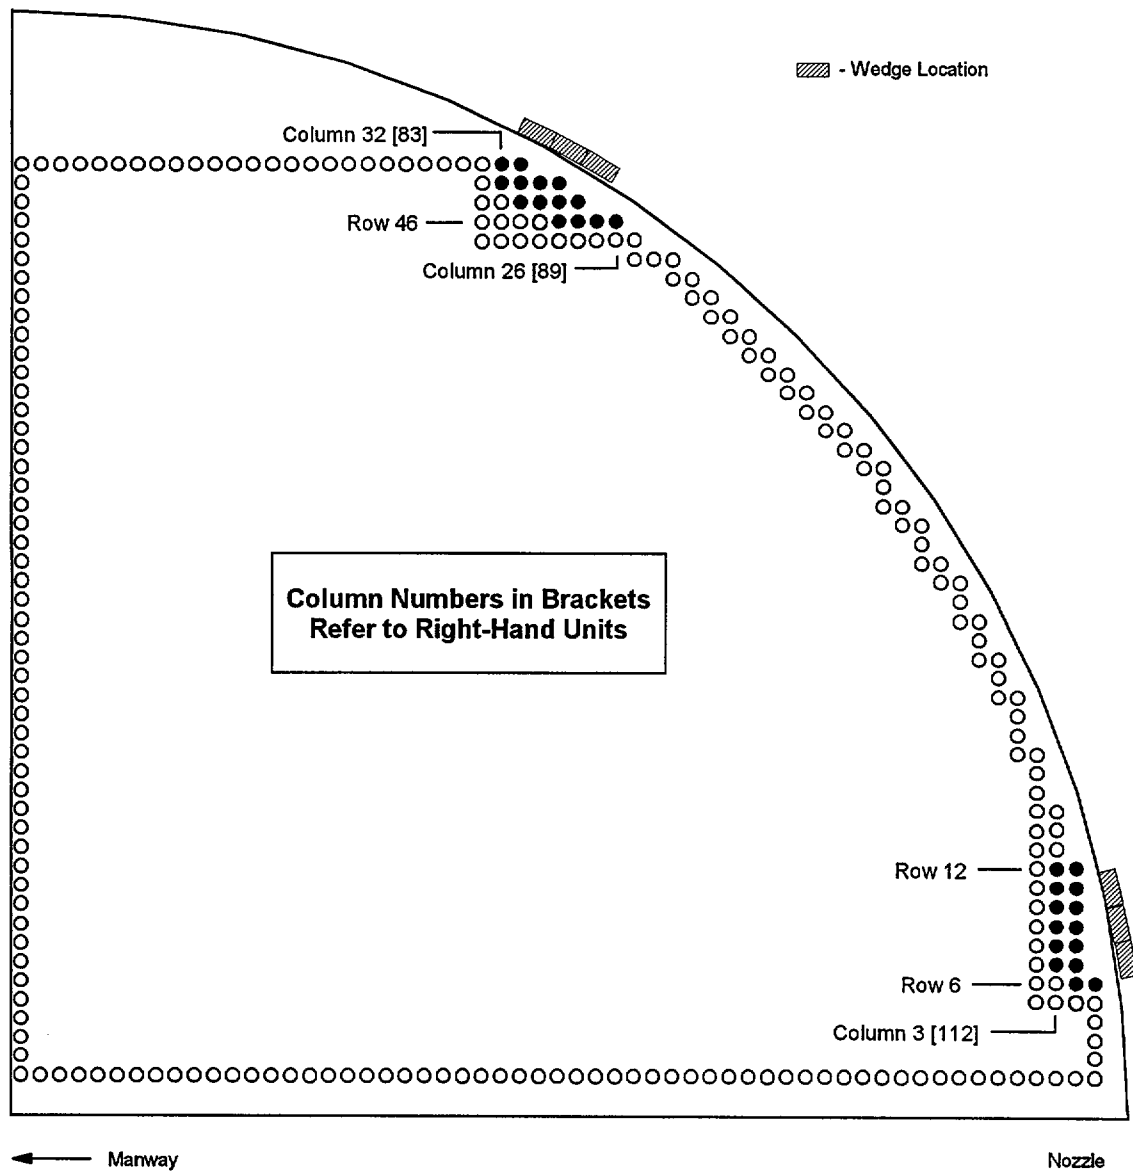 - Wedge Location
Column 32 [83]
Row 46
Column 26 [89]
Column Numbers in Brackets
Refer to Right-Hand Units
Row 12
Row 6
Column 3 [112]
Manway
Nozzle